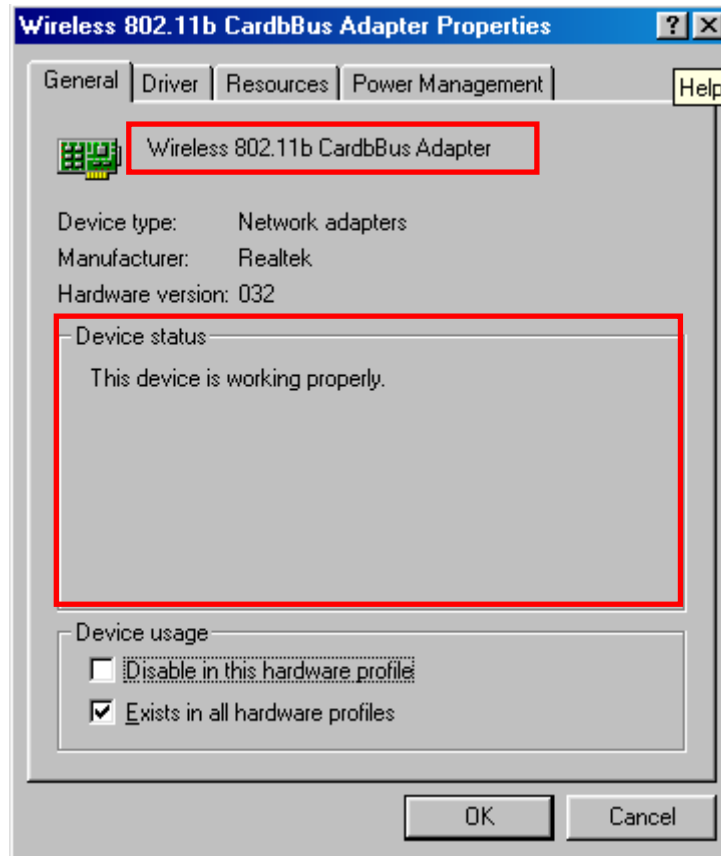 Wireless 802.11b CardbBus Adapter Properties
General Driver Resources Power Management
Help
Wireless 802.11b CardbBus Adapter
Device type: Network adapters
Manufacturer: Realtek
Hardware version: 032
Device status
This device is working properly.
Device usage
Disable in this hardware profile
Exists in all hardware profiles
OK Cancel